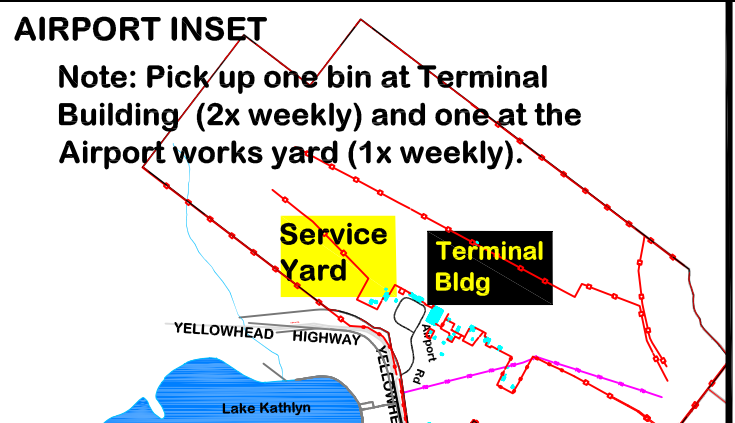 AIRPORT INSET
Note: Pick up one bin at Terminal
Building (2x weekly) and one at the
Airport works yard (1x weekly).
Service
Yard
Terminal
Bldg
YELLOWHEAD HIGHWAY
Airport Rd
YELLOWHE
Lake Kathlyn